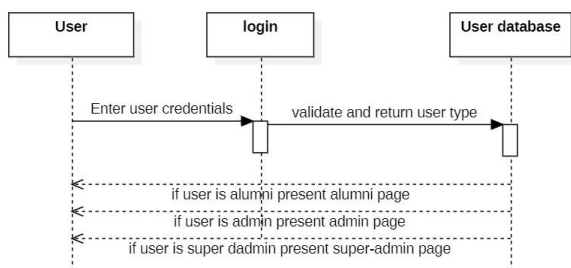 User
login
User database
Enter user credentials
validate and return user type
if user is alumni present alumni page
if user is admin present admin page
if user is super dadmin present super-admin page